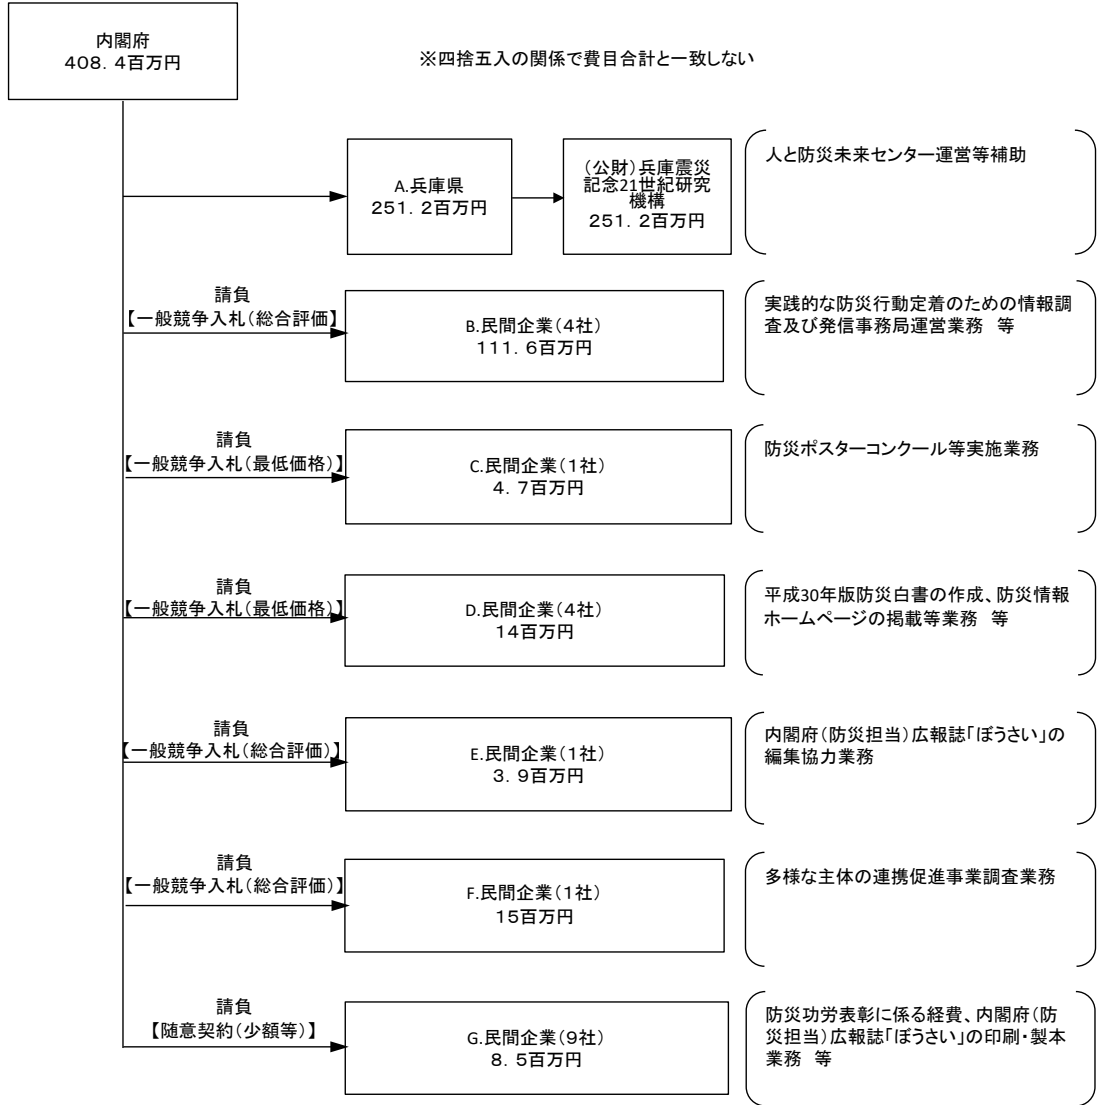 内閣府
408. 4百万円
※四捨五入の関係で費目合計と一致しない
A.兵庫県
251. 2百万円
(公財)兵庫震災
記念21世紀研究
機構
251. 2百万円
人と防災未来センター運営等補助
請負
【一般競争入札(総合評価】
B.民間企業(4社)
111. 6百万円
実践的な防災行動定着のための情報調
査及び発信事務局運営業務 等
請負
【一般競争入札(最低価格)】
C.民間企業(1社)
4. 7百万円
防災ポスターコンクール等実施業務
請負
【一般競争入札(最低価格)】
D.民間企業(4社)
14百万円
平成30年版防災白書の作成、防災情報
ホームページの掲載等業務 等
請負
【一般競争入札(総合評価)】
E.民間企業(1社)
3. 9百万円
内閣府(防災担当)広報誌「ぼうさい」の
編集協力業務
請負
【一般競争入札(総合評価)】
F.民間企業(1社)
15百万円
多様な主体の連携促進事業調査業務
請負
【随意契約(少額等)】
G.民間企業(9社)
8. 5百万円
防災功労表彰に係る経費、内閣府(防
災担当)広報誌「ぼうさい」の印刷・製本
業務 等